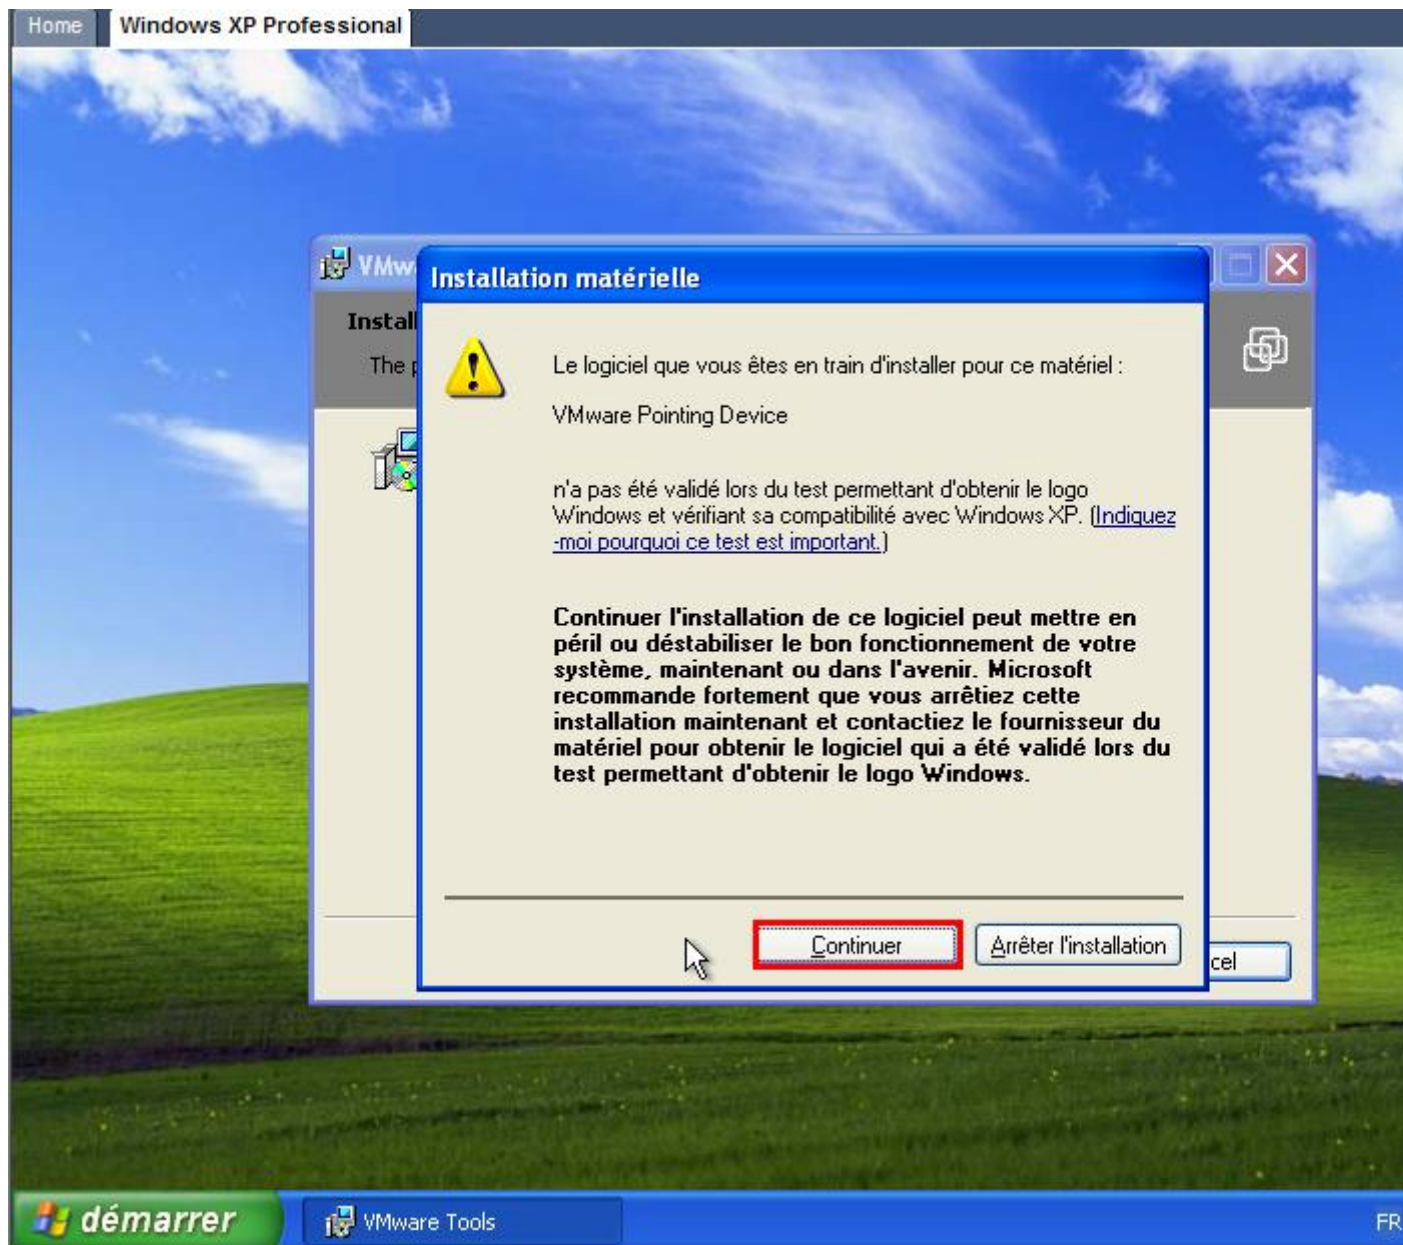 Home
Windows XP Professional
VMw
Installation matérielle
Install
The p
Le logiciel que vous êtes en train d'installer pour ce matériel :
VMware Pointing Device
n'a pas été validé lors du test permettant d'obtenir le logo
Windows et vérifiant sa compatibilité avec Windows XP. (Indiquez
-moi pourquoi ce test est important.)
Continuer l'installation de ce logiciel peut mettre en
péril ou déstabiliser le bon fonctionnement de votre
système, maintenant ou dans l'avenir. Microsoft
recommande fortement que vous arrêtiez cette
installation maintenant et contactiez le fournisseur du
matériel pour obtenir le logiciel qui a été validé lors du
test permettant d'obtenir le logo Windows.
Continuer
Arrêter l'installation
cel
démarrer
VMware Tools
FR